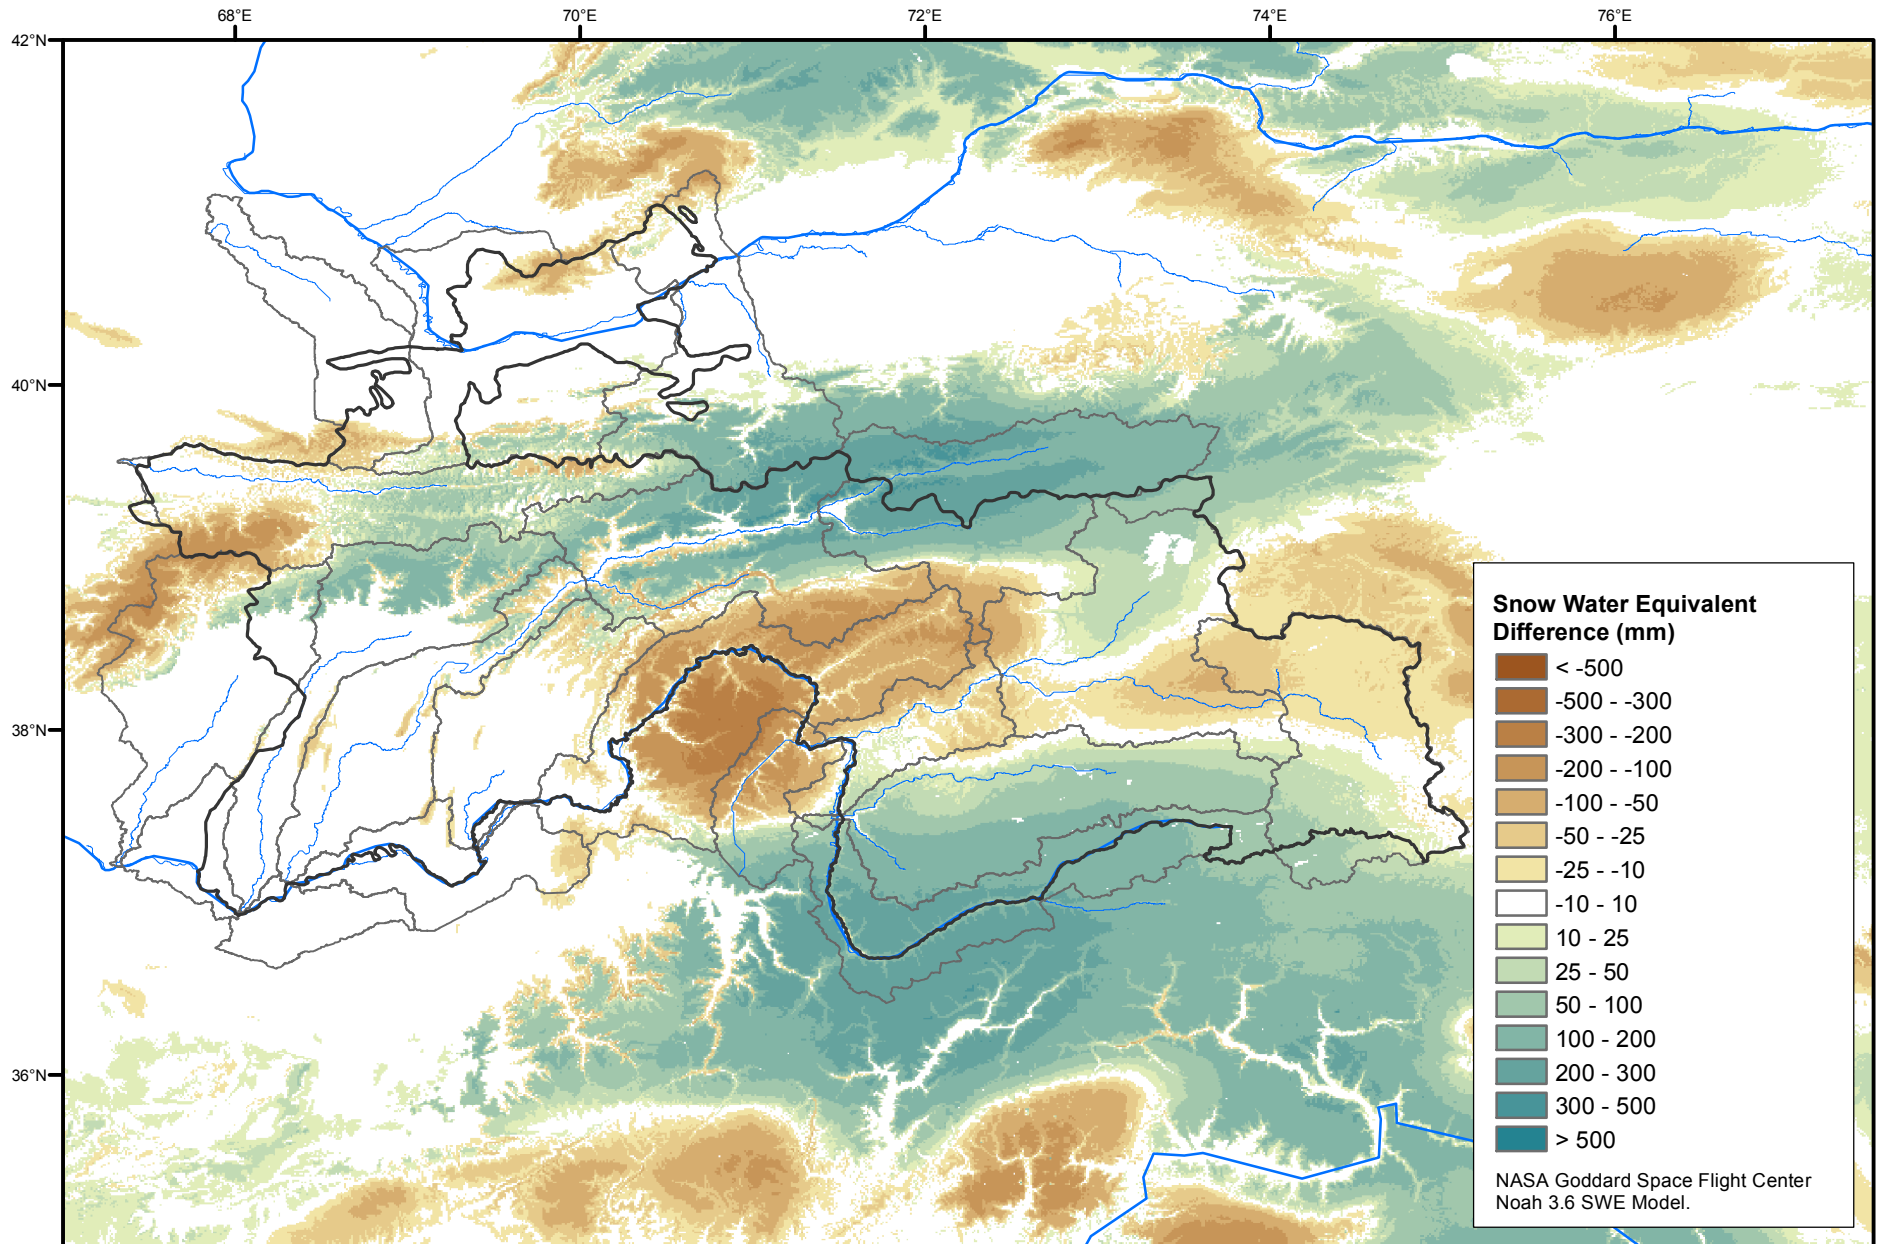 68°E
70°E
72°E
74°E
76°E
42°N
40°N
38°N
36°N
Snow Water Equivalent
Difference (mm)
< -500
-500 - -300
-300 - -200
-200 - -100
-100 - -50
-50 - -25
-25 - -10
-10 - 10
10 - 25
25 - 50
50 - 100
100 - 200
200 - 300
300 - 500
> 500
NASA Goddard Space Flight Center
Noah 3.6 SWE Model.